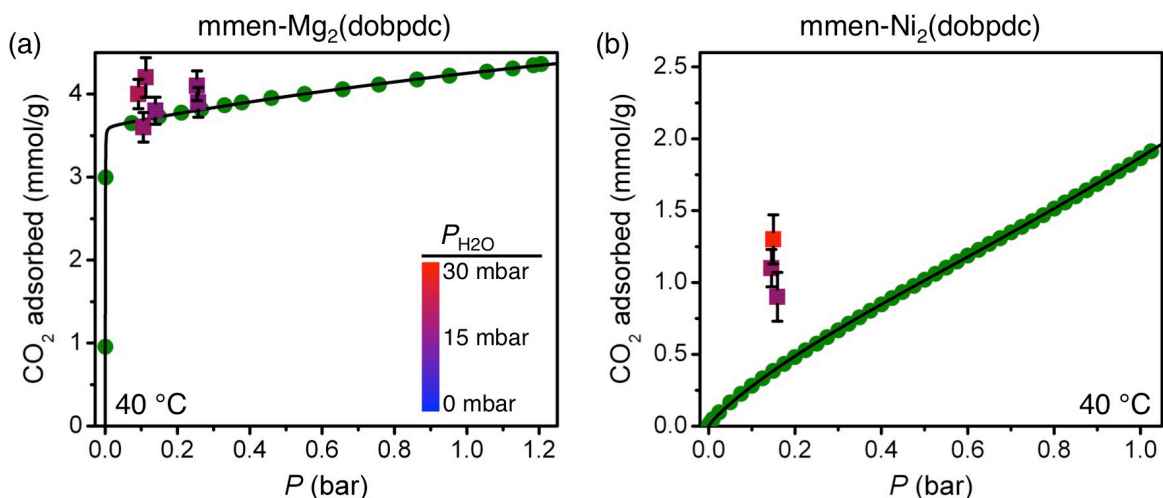 (a)
mmen-Mg₂(dobpdc)
CO₂ adsorbed (mmol/g)
4
3
2
1
0
P_H2O
30 mbar
15 mbar
0 mbar
40 °C
0.0 0.2 0.4 0.6 0.8 1.0 1.2
P (bar)
(b)
mmen-Ni₂(dobpdc)
CO₂ adsorbed (mmol/g)
2.5
2.0
1.5
1.0
0.5
0.0
40 °C
0.0 0.2 0.4 0.6 0.8 1.0
P (bar)